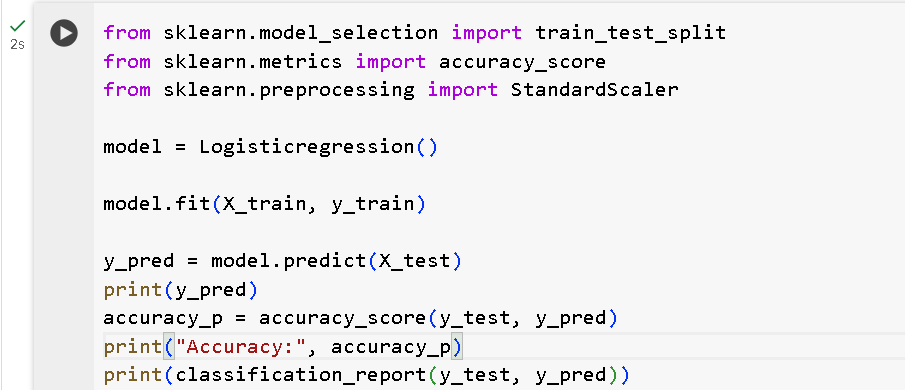 2s
from sklearn.model_selection import train_test_split
from sklearn.metrics import accuracy_score
from sklearn.preprocessing import StandardScaler
model = Logisticregression()
model.fit(X_train, y_train)
y_pred = model.predict(X_test)
print(y_pred)
accuracy_p = accuracy_score(y_test, y_pred)
print("Accuracy:", accuracy_p)
print(classification_report(y_test, y_pred))